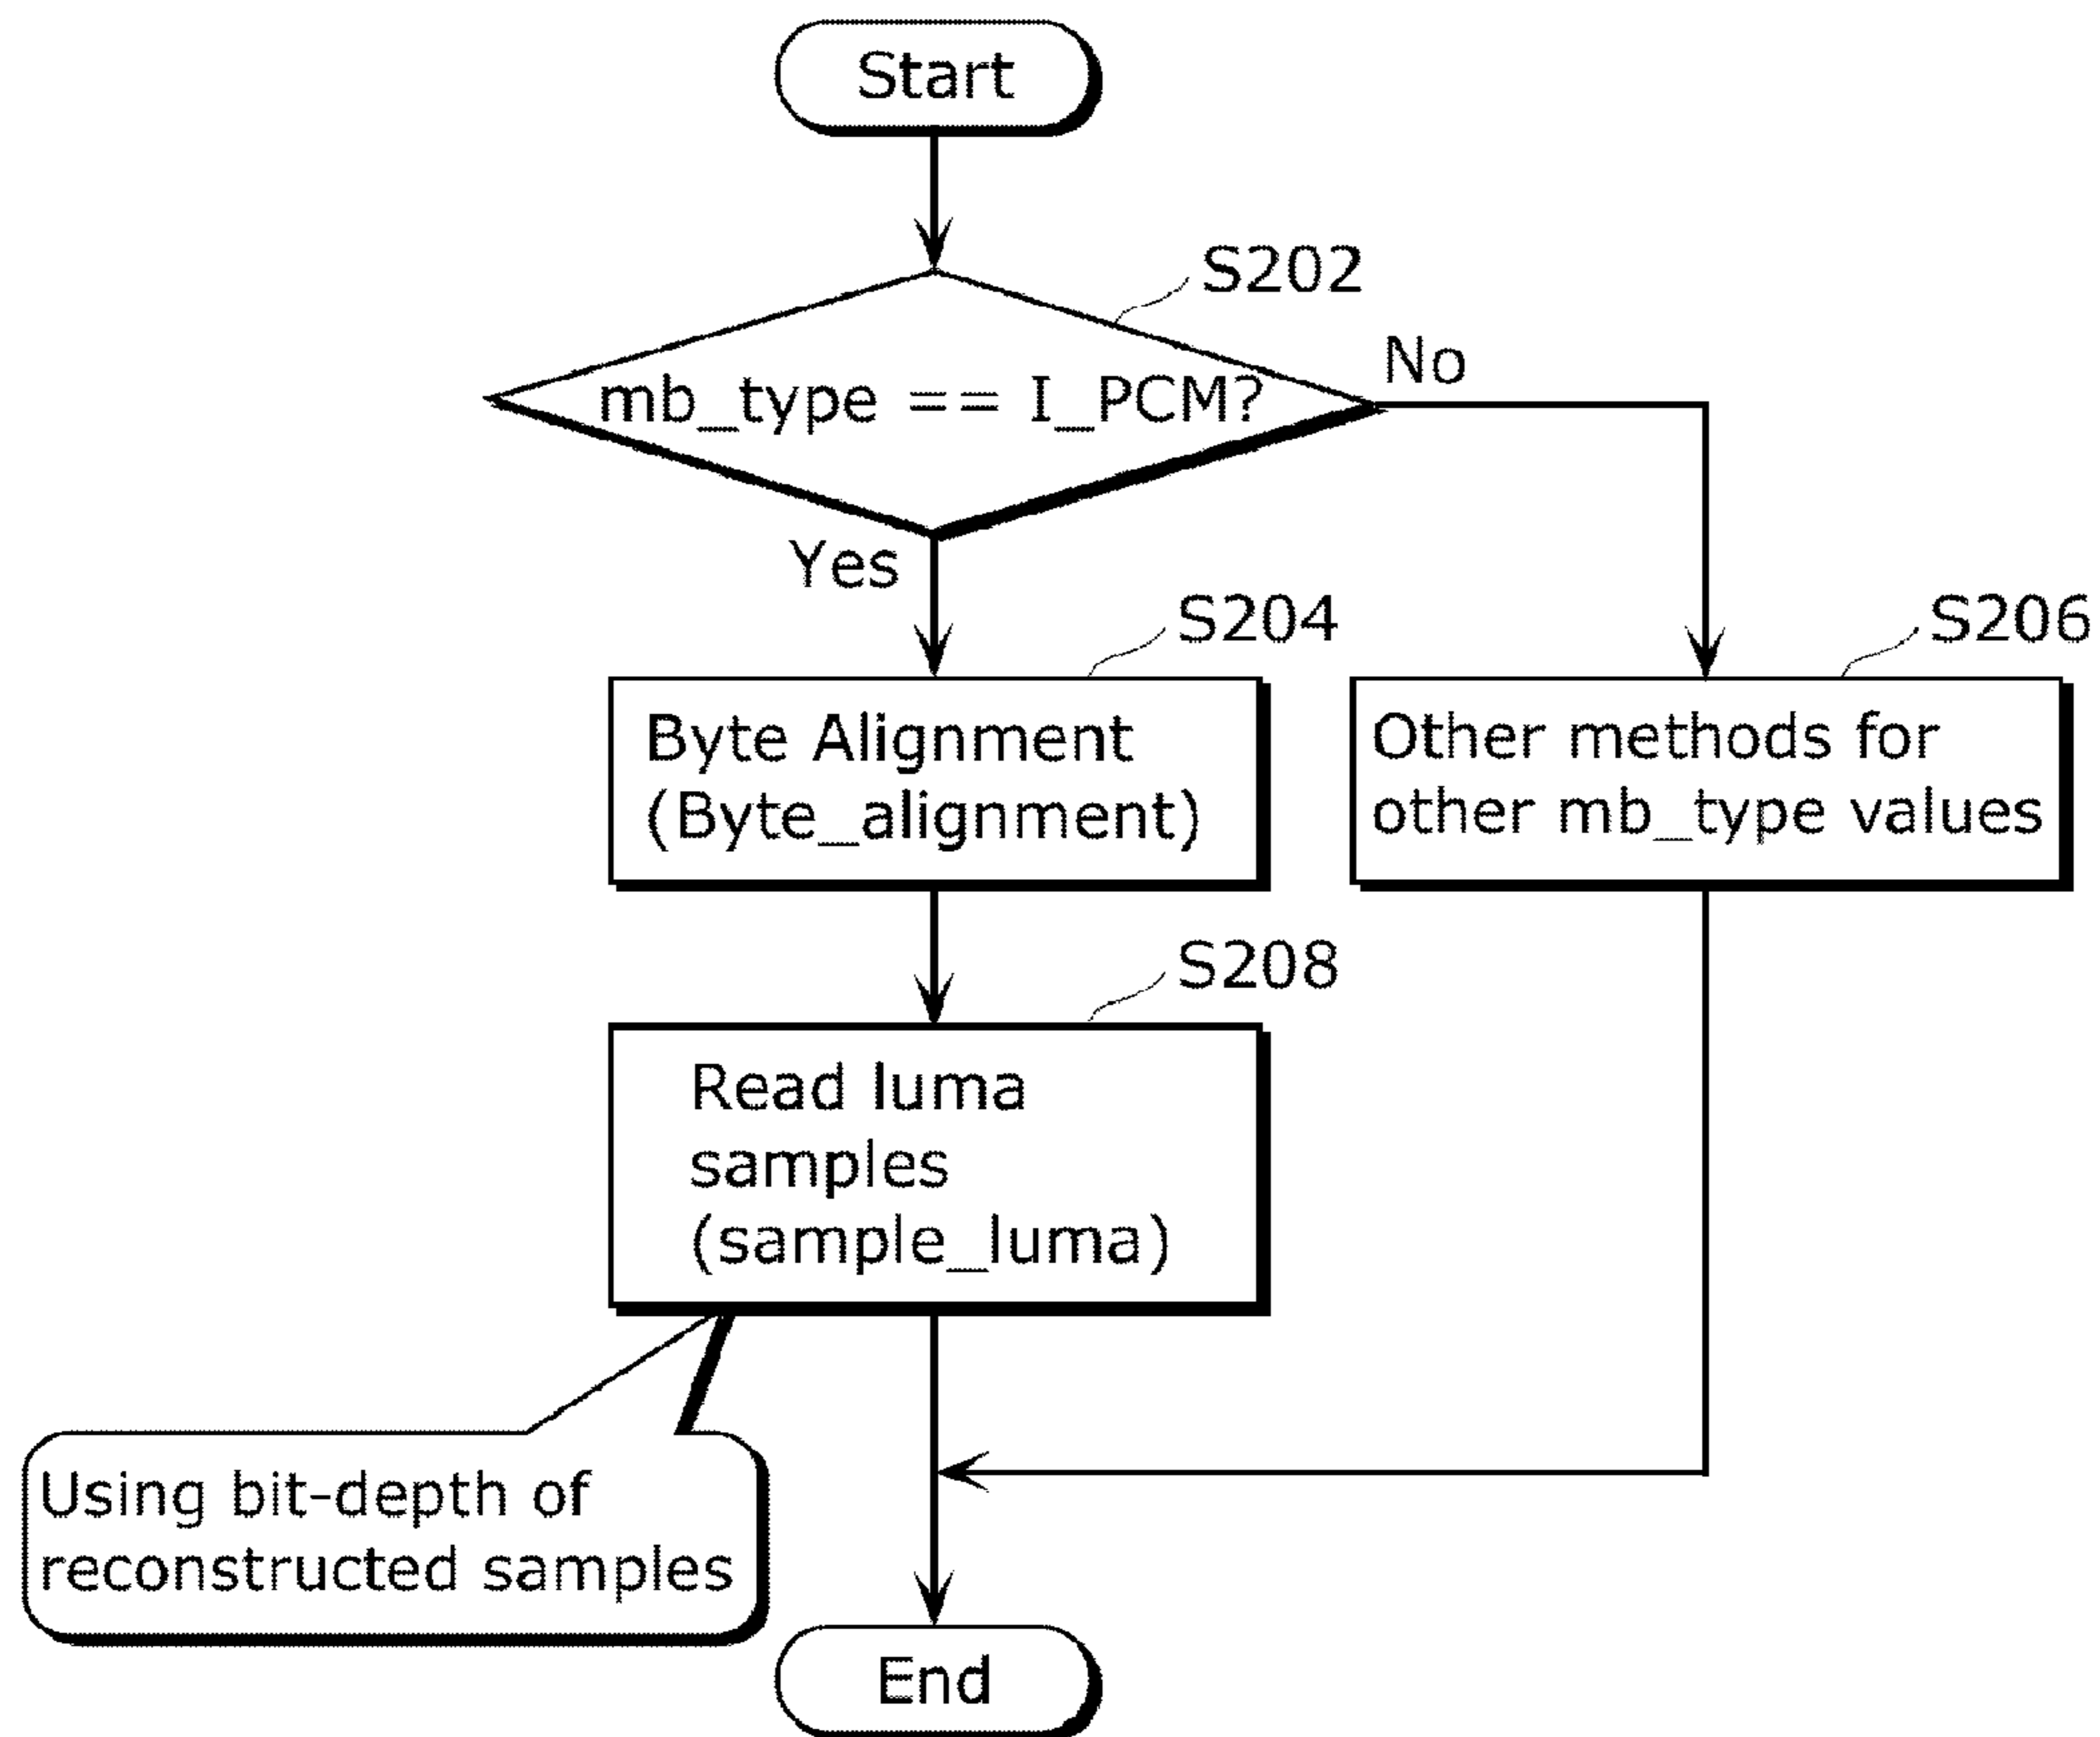 Start
S202
mb_type == I_PCM?
No
Yes
S204
S206
Byte Alignment
(Byte_alignment)
Other methods for
other mb_type values
S208
Read luma
samples
(sample_luma)
Using bit-depth of
reconstructed samples
End